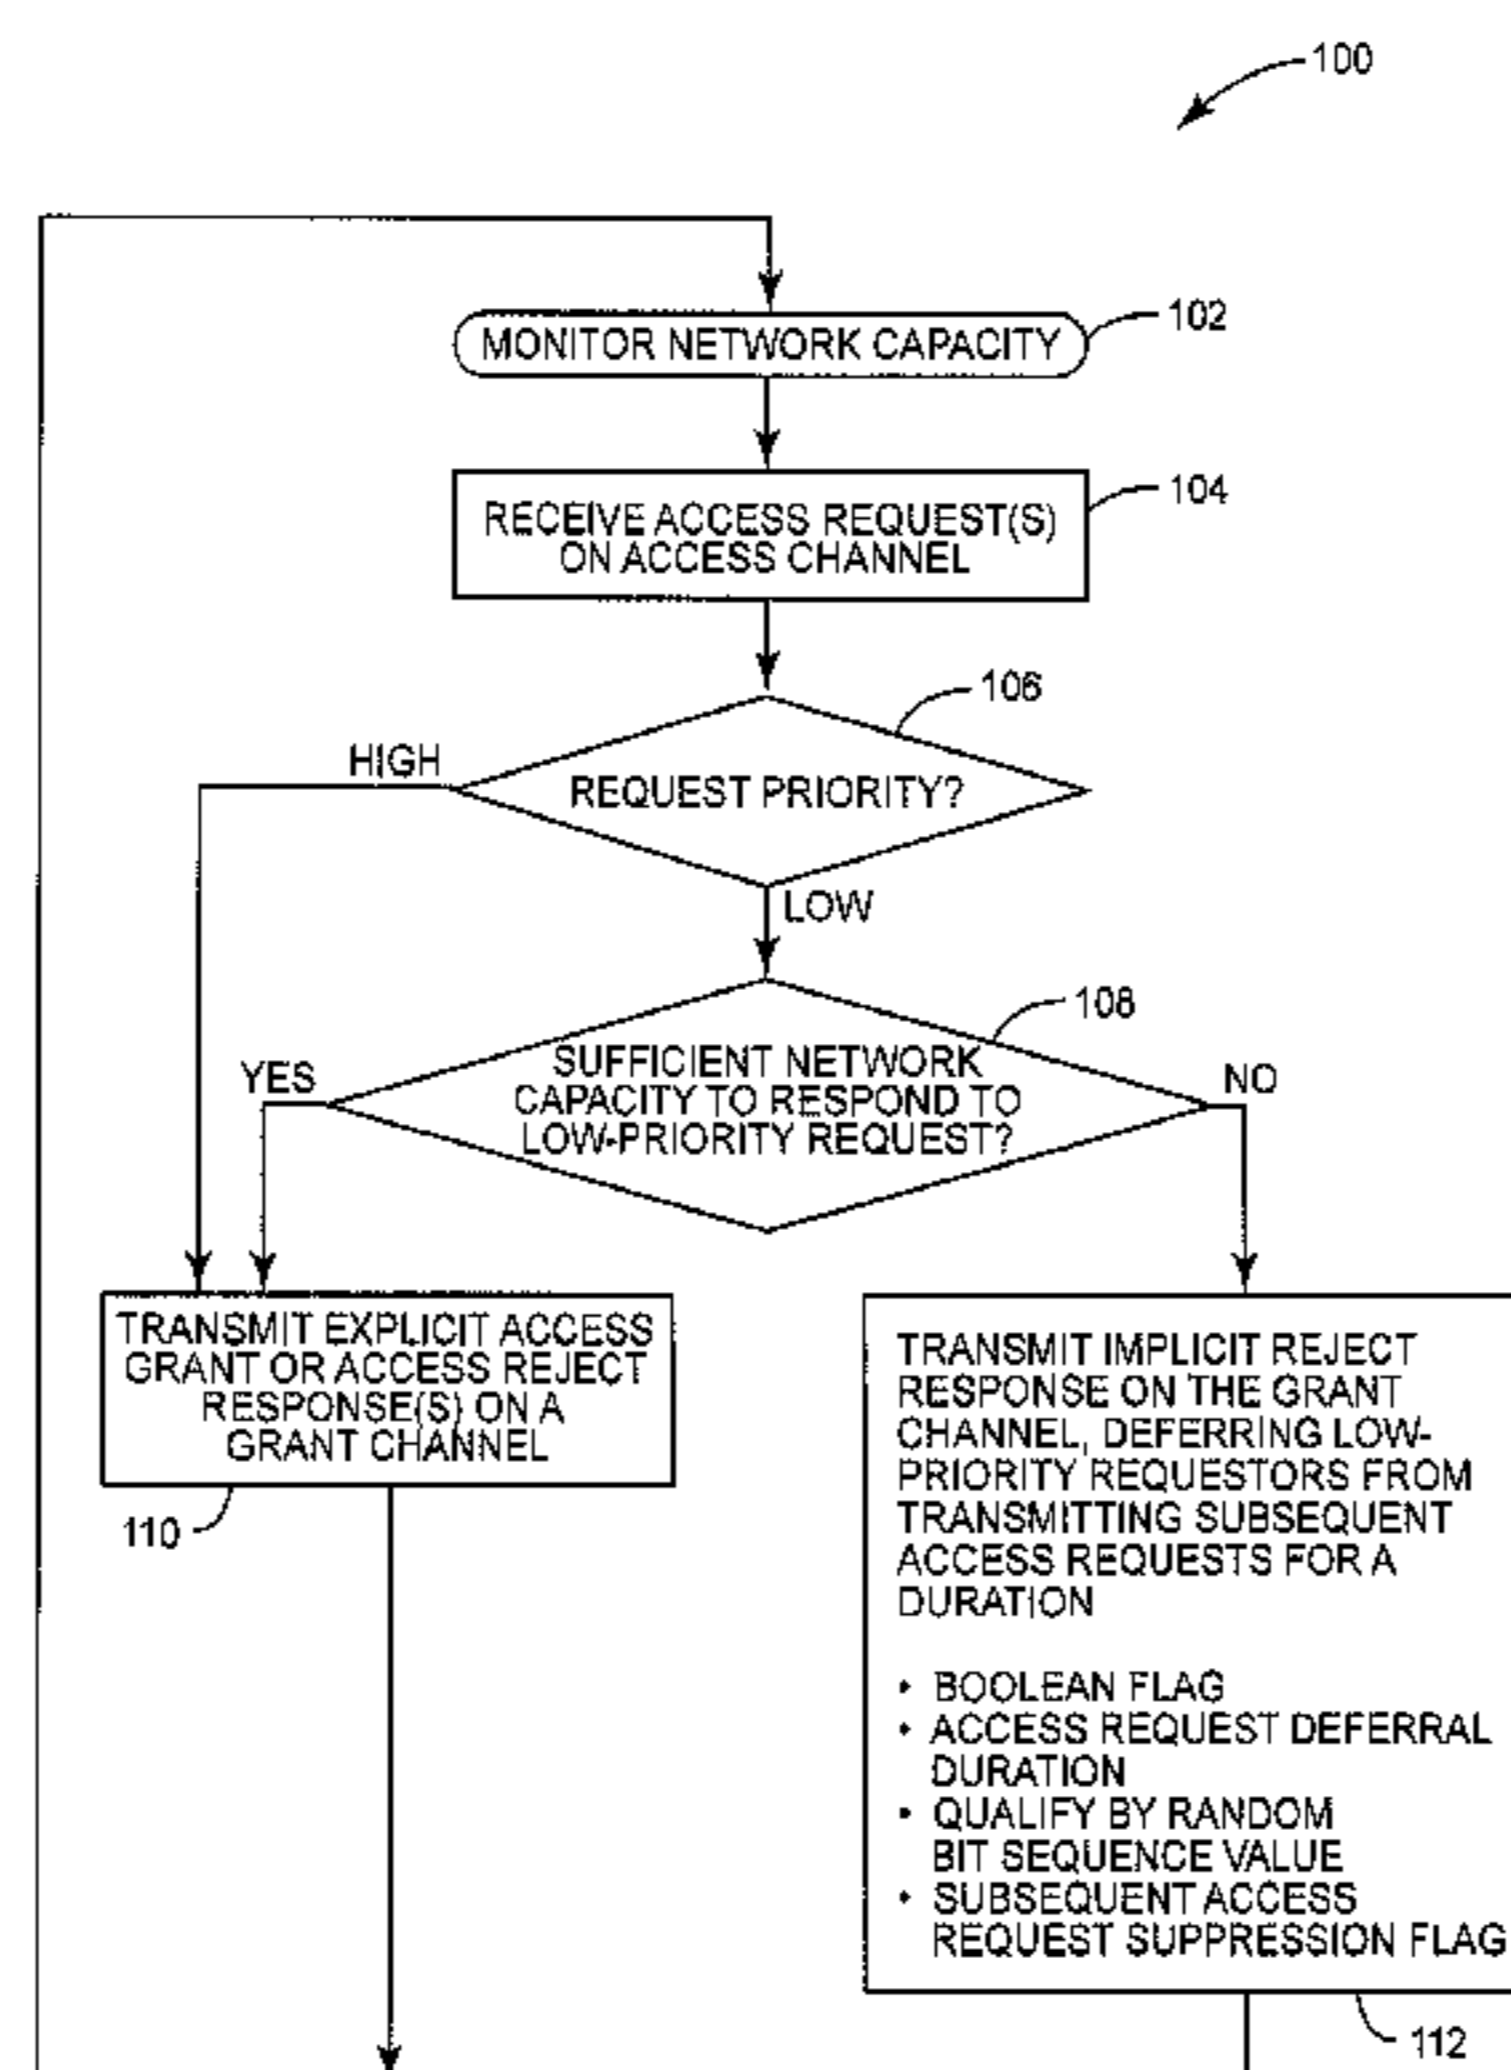 100
102
MONITOR NETWORK CAPACITY
104
RECEIVE ACCESS REQUEST(S)
ON ACCESS CHANNEL
106
HIGH
REQUEST PRIORITY?
LOW
108
SUFFICIENT NETWORK
CAPACITY TO RESPOND TO
LOW-PRIORITY REQUEST?
YES
NO
TRANSMIT EXPLICIT ACCESS
GRANT OR ACCESS REJECT
RESPONSE(S) ON A
GRANT CHANNEL
110
TRANSMIT IMPLICIT REJECT
RESPONSE ON THE GRANT
CHANNEL, DEFERRING LOW-
PRIORITY REQUESTORS FROM
TRANSMITTING SUBSEQUENT
ACCESS REQUESTS FOR A
DURATION
• BOOLEAN FLAG
• ACCESS REQUEST DEFERRAL
DURATION
• QUALIFY BY RANDOM
BIT SEQUENCE VALUE
• SUBSEQUENT ACCESS
REQUEST SUPPRESSION FLAG
112